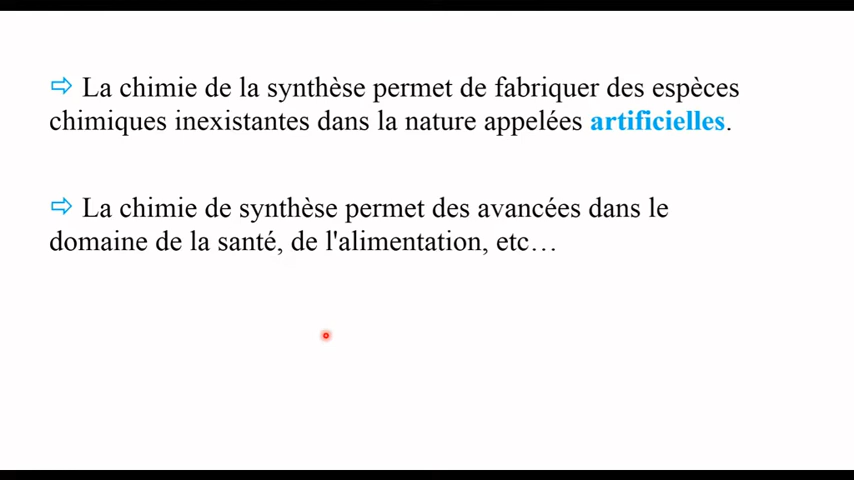 ⇨ La chimie de la synthèse permet de fabriquer des espèces
chimiques inexistantes dans la nature appelées artificielles.
⇨ La chimie de synthèse permet des avancées dans le
domaine de la santé, de l'alimentation, etc…